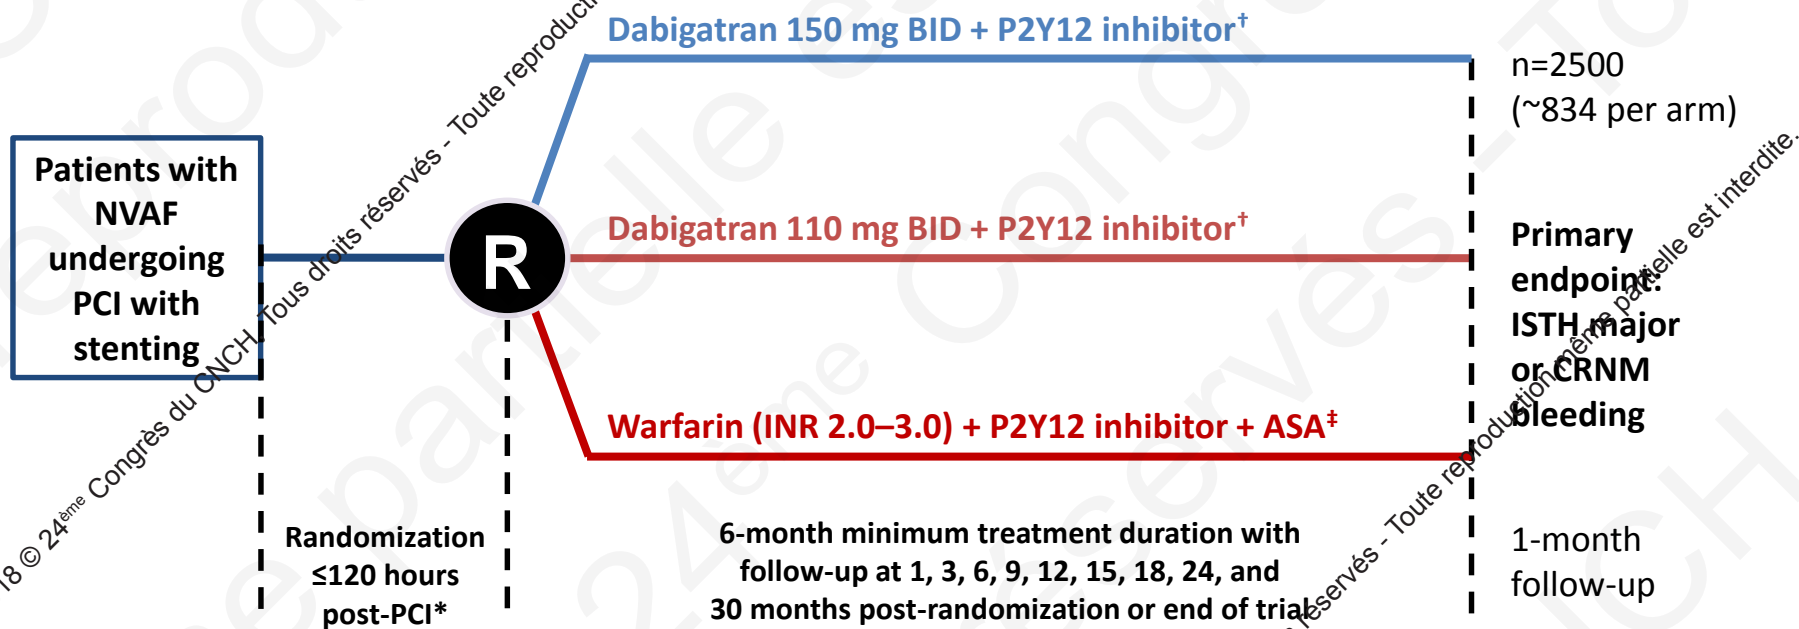 Dabigatran 150 mg BID + P2Y12 inhibitor†
n=2500
(~834 per arm)
Patients with
NVAF
undergoing
PCI with
stenting
R
Dabigatran 110 mg BID + P2Y12 inhibitor†
Primary
endpoint:
ISTH major
or CRNM
bleeding
Warfarin (INR 2.0–3.0) + P2Y12 inhibitor + ASA‡
Randomization
≤120 hours
post-PCI*
6-month minimum treatment duration with
follow-up at 1, 3, 6, 9, 12, 15, 18, 24, and
30 months post-randomization or end of trial
1-month
follow-up
18 © 24ème Congrès du CNCH. Tous droits réservés - Toute reproducti
réservés - Toute reproduction même partielle est interdite.